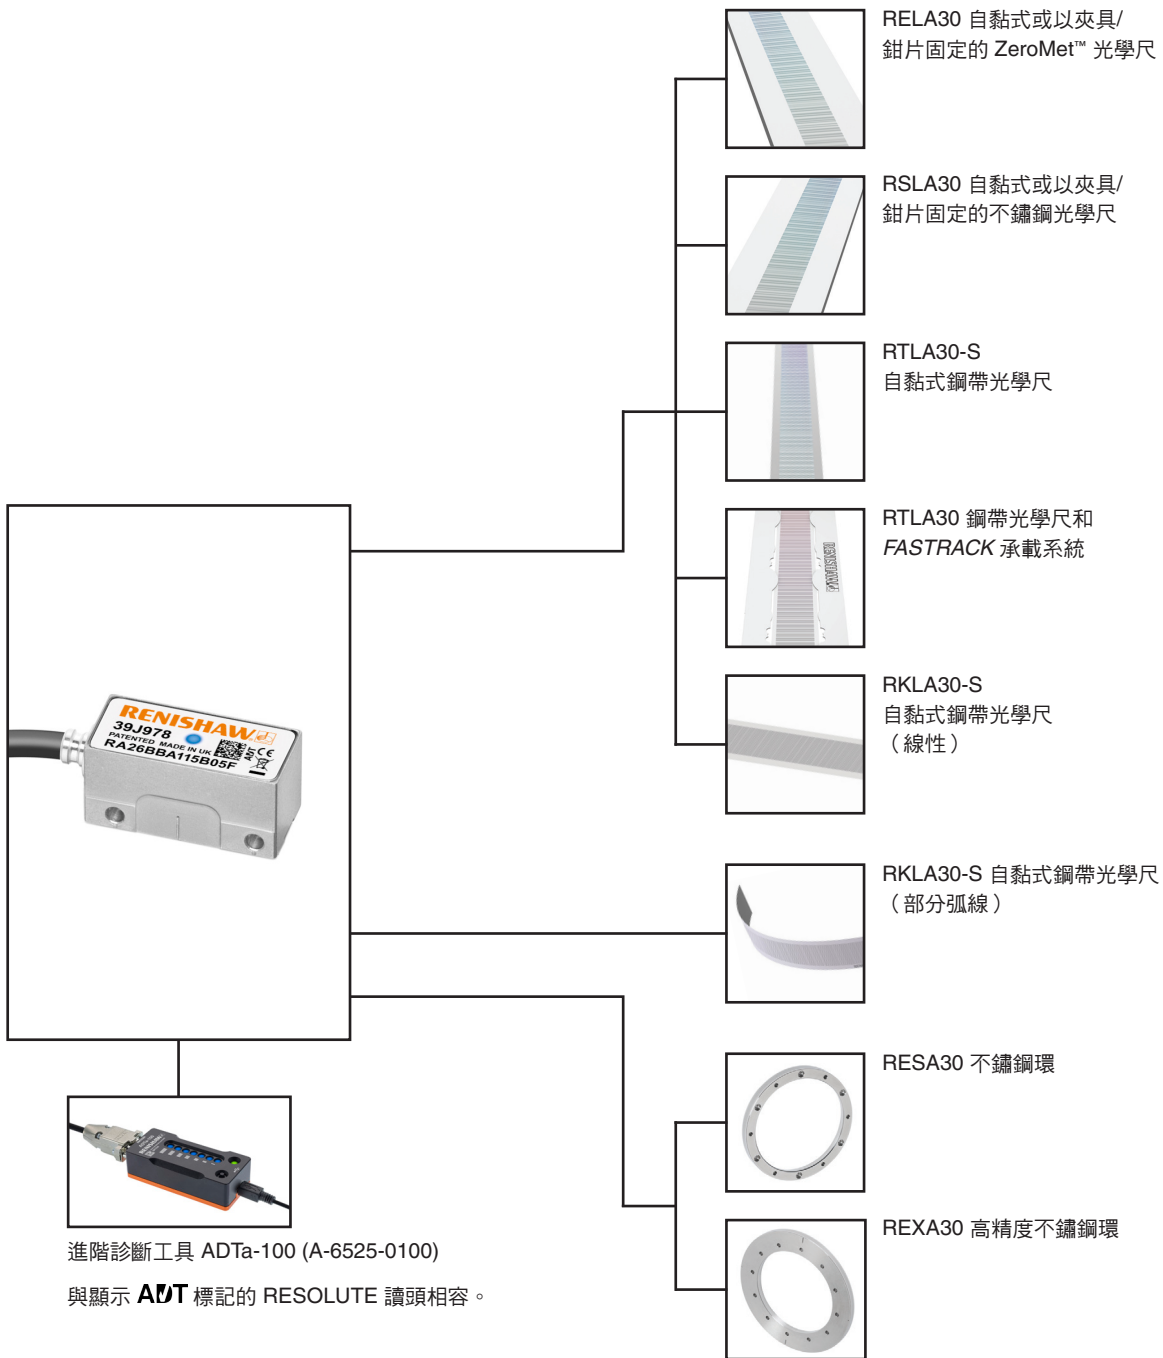 RELA30 自黏式或以夾具/
鉗片固定的 ZeroMet™ 光學尺
RSLA30 自黏式或以夾具/
鉗片固定的不鏽鋼光學尺
RTLA30-S
自黏式鋼帶光學尺
RTLA30 鋼帶光學尺和
FASTRACK 承載系統
RENISHAW
RKLA30-S
自黏式鋼帶光學尺
（線性）
RENISHAW
39J978
PATENTED MADE IN UK
RA26BBA115B05F
ADT CE
RKLA30-S 自黏式鋼帶光學尺
（部分弧線）
RESA30 不鏽鋼環
REXA30 高精度不鏽鋼環
進階診斷工具 ADTa-100 (A-6525-0100)
與顯示 ADT 標記的 RESOLUTE 讀頭相容。